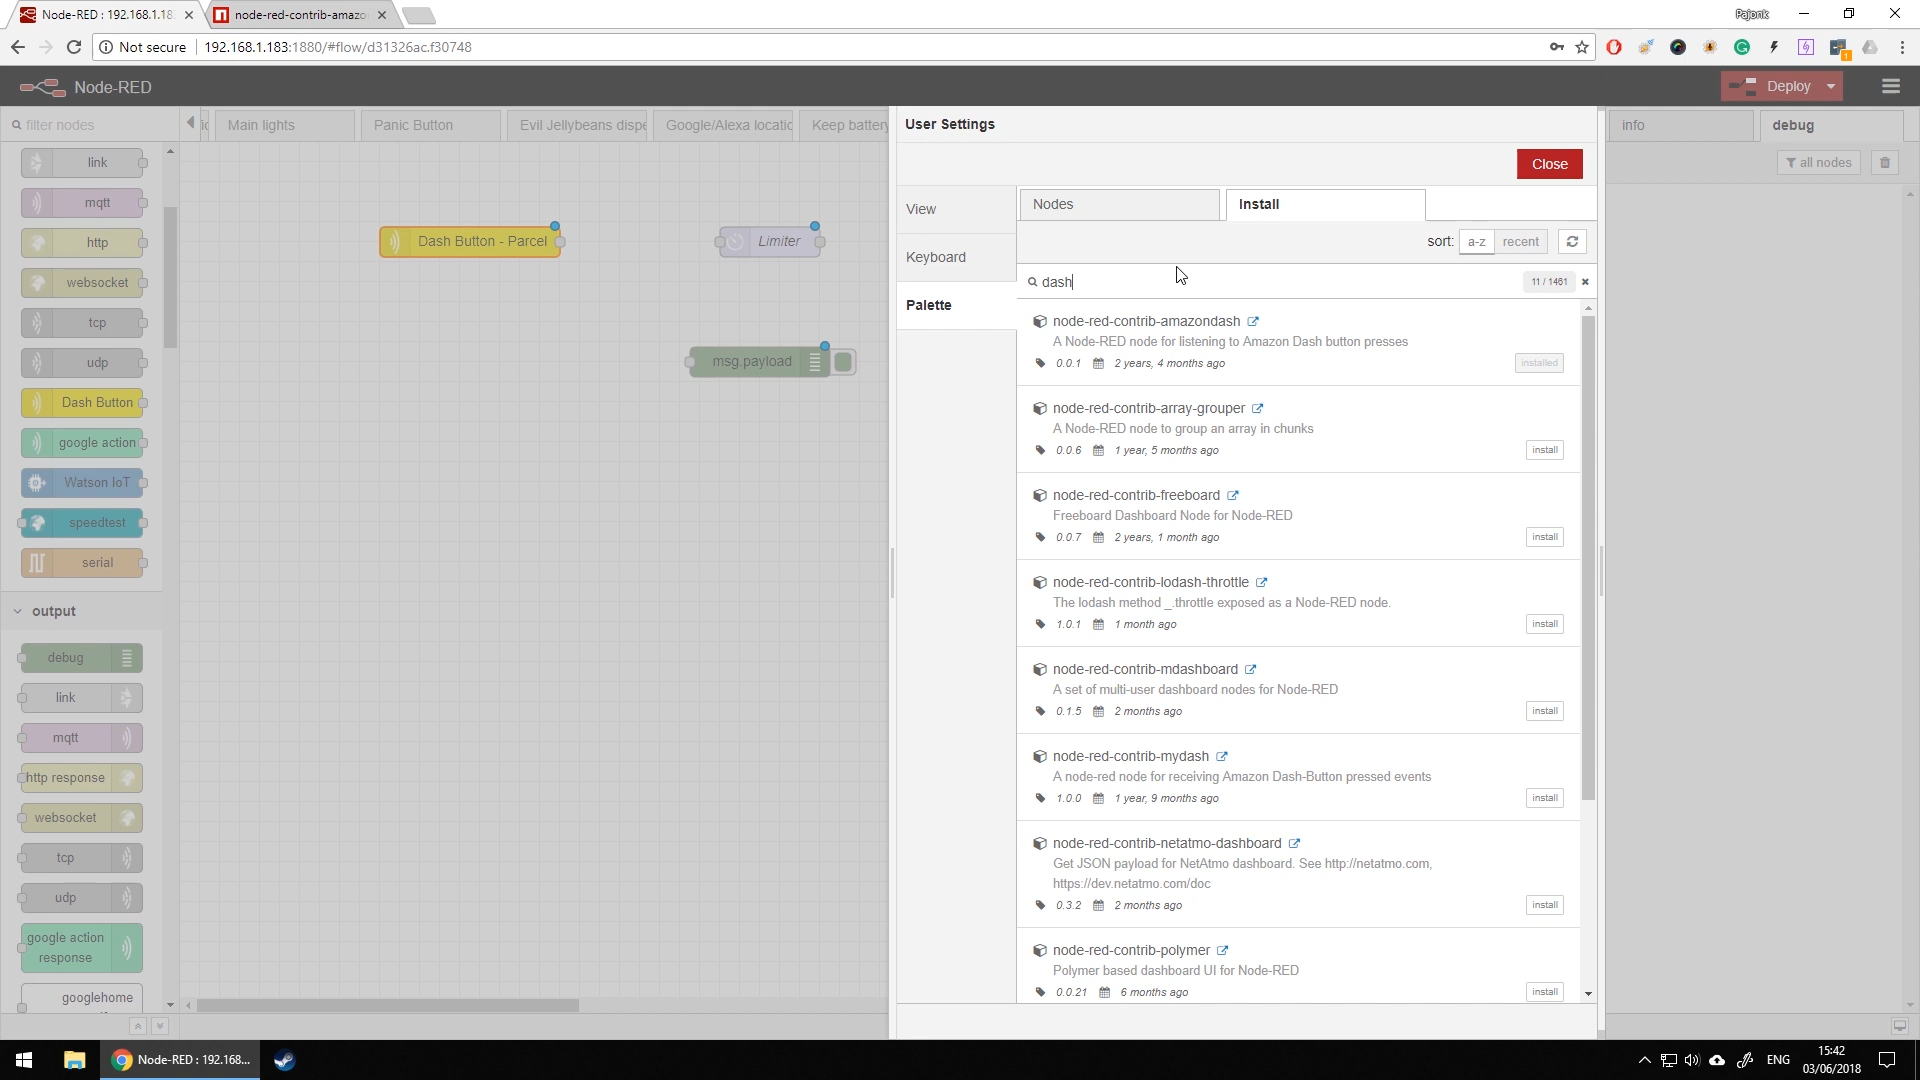 Node-RED : 192.168.1.18
node-red-contrib-amazo
Pajonk
Not secure
192.168.1.183:1880/#flow/d31326ac.f30748
Node-RED
Deploy
filter nodes
Main lights
Panic Button
Evil Jellybeans dispe
Google/Alexa locatic
Keep battery
User Settings
info
debug
Close
all nodes
link
mqtt
http
websocket
tcp
udp
Dash Button
google action
Watson IoT
speedtest
serial
output
debug
link
mqtt
http response
websocket
tcp
udp
google action
response
googlehome
Dash Button - Parcel
Limiter
msg.payload
View
Keyboard
Palette
Nodes
Install
sort:
a-z
recent
dash
11 / 1461
node-red-contrib-amazondash
A Node-RED node for listening to Amazon Dash button presses
0.0.1 2 years, 4 months ago
installed
node-red-contrib-array-grouper
A Node-RED node to group an array in chunks
0.0.6 1 year, 5 months ago
install
node-red-contrib-freeboard
Freeboard Dashboard Node for Node-RED
0.0.7 2 years, 1 month ago
install
node-red-contrib-lodash-throttle
The lodash method _.throttle exposed as a Node-RED node.
1.0.1 1 month ago
install
node-red-contrib-mdashboard
A set of multi-user dashboard nodes for Node-RED
0.1.5 2 months ago
install
node-red-contrib-mydash
A node-red node for receiving Amazon Dash-Button pressed events
1.0.0 1 year, 9 months ago
install
node-red-contrib-netatmo-dashboard
Get JSON payload for NetAtmo dashboard. See http://netatmo.com,
https://dev.netatmo.com/doc
0.3.2 2 months ago
install
node-red-contrib-polymer
Polymer based dashboard UI for Node-RED
0.0.21 6 months ago
install
Node-RED : 192.168...
ENG
15:42
03/06/2018